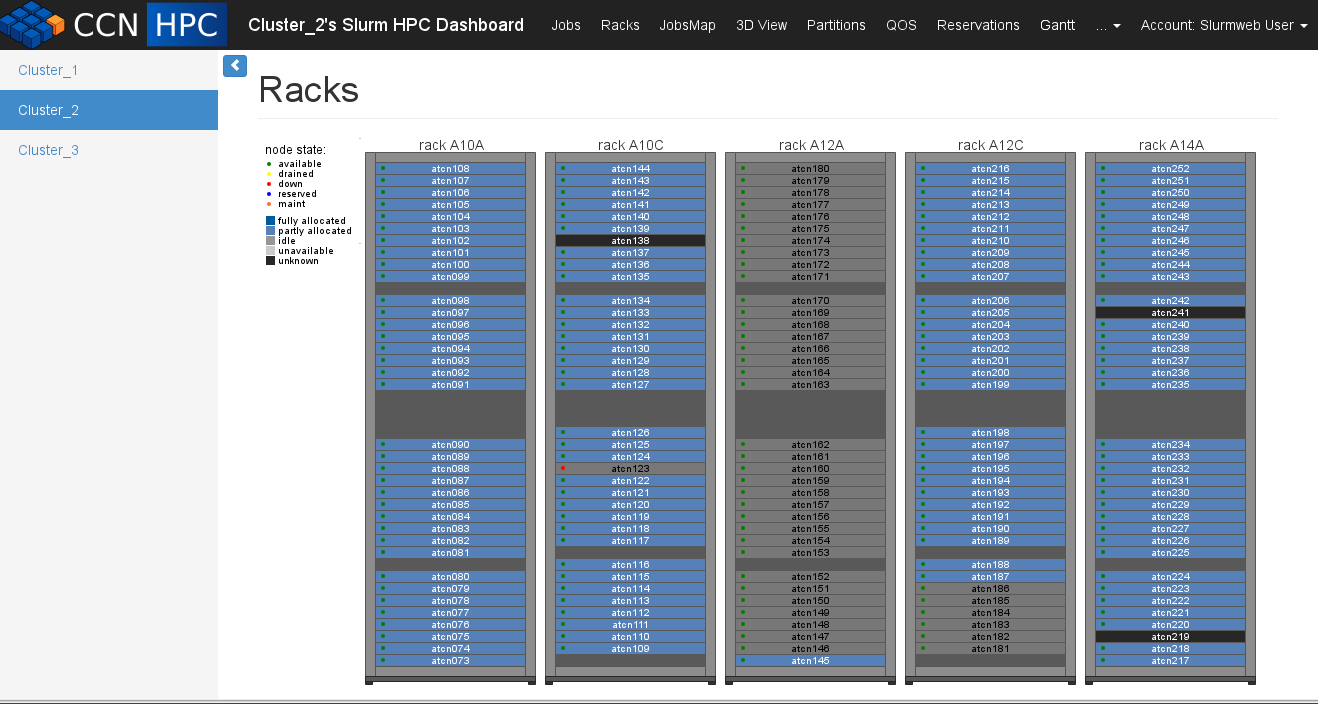 CCN HPC Cluster_2's Slurm HPC Dashboard Jobs Racks JobsMap 3D View Partitions QOS Reservations Gantt ... Account: Slurmweb User
Cluster_1
Cluster_2
Cluster_3
Racks
node state:
available
drained
down
reserved
maint
fully allocated
partly allocated
idle
unavailable
unknown
rack A10A
atcn108
atcn107
atcn106
atcn105
atcn104
atcn103
atcn102
atcn101
atcn100
atcn099
atcn098
atcn097
atcn096
atcn095
atcn094
atcn093
atcn092
atcn091
atcn090
atcn089
atcn088
atcn087
atcn086
atcn085
atcn084
atcn083
atcn082
atcn081
atcn080
atcn079
atcn078
atcn077
atcn076
atcn075
atcn074
atcn073
rack A10C
atcn144
atcn143
atcn142
atcn141
atcn140
atcn139
atcn138
atcn137
atcn136
atcn135
atcn134
atcn133
atcn132
atcn131
atcn130
atcn129
atcn128
atcn127
atcn126
atcn125
atcn124
atcn123
atcn122
atcn121
atcn120
atcn119
atcn118
atcn117
atcn116
atcn115
atcn114
atcn113
atcn112
atcn111
atcn110
atcn109
rack A12A
atcn180
atcn179
atcn178
atcn177
atcn176
atcn175
atcn174
atcn173
atcn172
atcn171
atcn170
atcn169
atcn168
atcn167
atcn166
atcn165
atcn164
atcn163
atcn162
atcn161
atcn160
atcn159
atcn158
atcn157
atcn156
atcn155
atcn154
atcn153
atcn152
atcn151
atcn150
atcn149
atcn148
atcn147
atcn146
atcn145
rack A12C
atcn216
atcn215
atcn214
atcn213
atcn212
atcn211
atcn210
atcn209
atcn208
atcn207
atcn206
atcn205
atcn204
atcn203
atcn202
atcn201
atcn200
atcn199
atcn198
atcn197
atcn196
atcn195
atcn194
atcn193
atcn192
atcn191
atcn190
atcn189
atcn188
atcn187
atcn186
atcn185
atcn184
atcn183
atcn182
atcn181
rack A14A
atcn252
atcn251
atcn250
atcn249
atcn248
atcn247
atcn246
atcn245
atcn244
atcn243
atcn242
atcn241
atcn240
atcn239
atcn238
atcn237
atcn236
atcn235
atcn234
atcn233
atcn232
atcn231
atcn230
atcn229
atcn228
atcn227
atcn226
atcn225
atcn224
atcn223
atcn222
atcn221
atcn220
atcn219
atcn218
atcn217